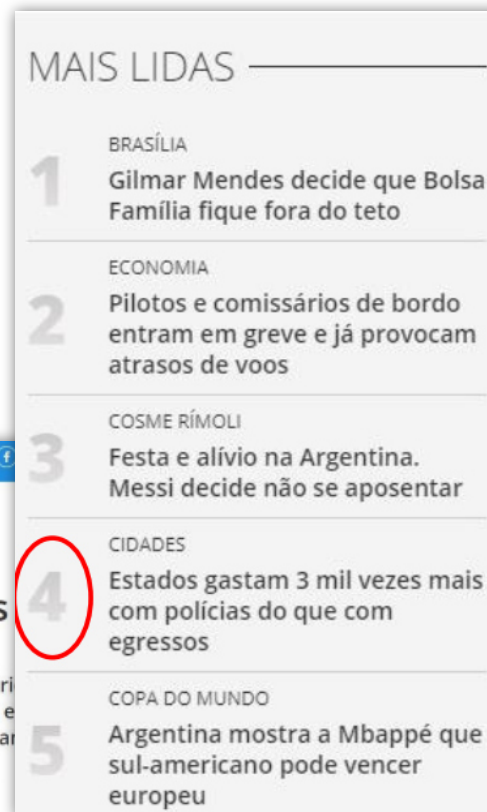 MAIS LIDAS
1
BRASÍLIA
Gilmar Mendes decide que Bolsa
Família fique fora do teto
2
ECONOMIA
Pilotos e comissários de bordo
entram em greve e já provocam
atrasos de voos
3
COSME RÍMOLI
Festa e alívio na Argentina.
Messi decide não se aposentar
4
CIDADES
Estados gastam 3 mil vezes mais
com polícias do que com
egressos
5
COPA DO MUNDO
Argentina mostra a Mbappé que
sul-americano pode vencer
europeu